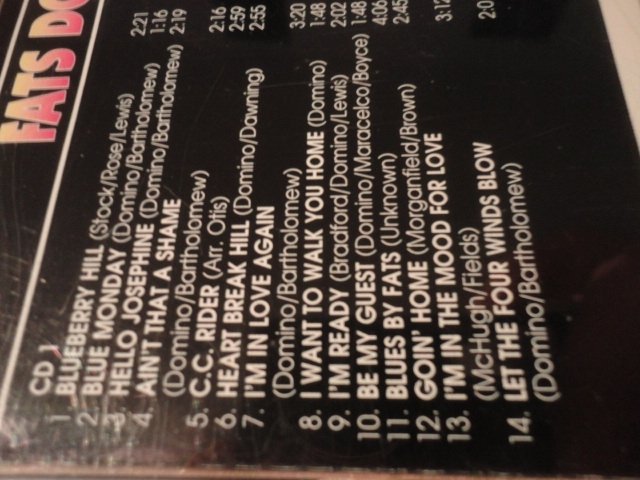 FATS DO
CD 1
1. BLUEBERRY HILL (Stock/Rose/Lewis) 2:21
2. BLUE MONDAY (Domino/Bartholomew) 1:16
3. HELLO JOSEPHINE (Domino/Bartholomew) 2:19
4. AIN'T THAT A SHAME
(Domino/Bartholomew) 2:16
5. C.C. RIDER (Arr. Otis) 2:59
6. HEART BREAK HILL (Domino/Downing) 2:55
7. I'M IN LOVE AGAIN
(Domino/Bartholomew) 3:20
8. I WANT TO WALK YOU HOME (Domino) 1:48
9. I'M READY (Bradford/Domino/Lewis) 2:02
10. BE MY GUEST (Domino/Maracelco/Boyce) 1:48
11. BLUES BY FATS (Unknown) 4:06
12. GOIN' HOME (Morganfield/Brown) 2:45
13. I'M IN THE MOOD FOR LOVE
(McHugh/Fields) 3:12
14. LET THE FOUR WINDS BLOW
(Domino/Bartholomew)